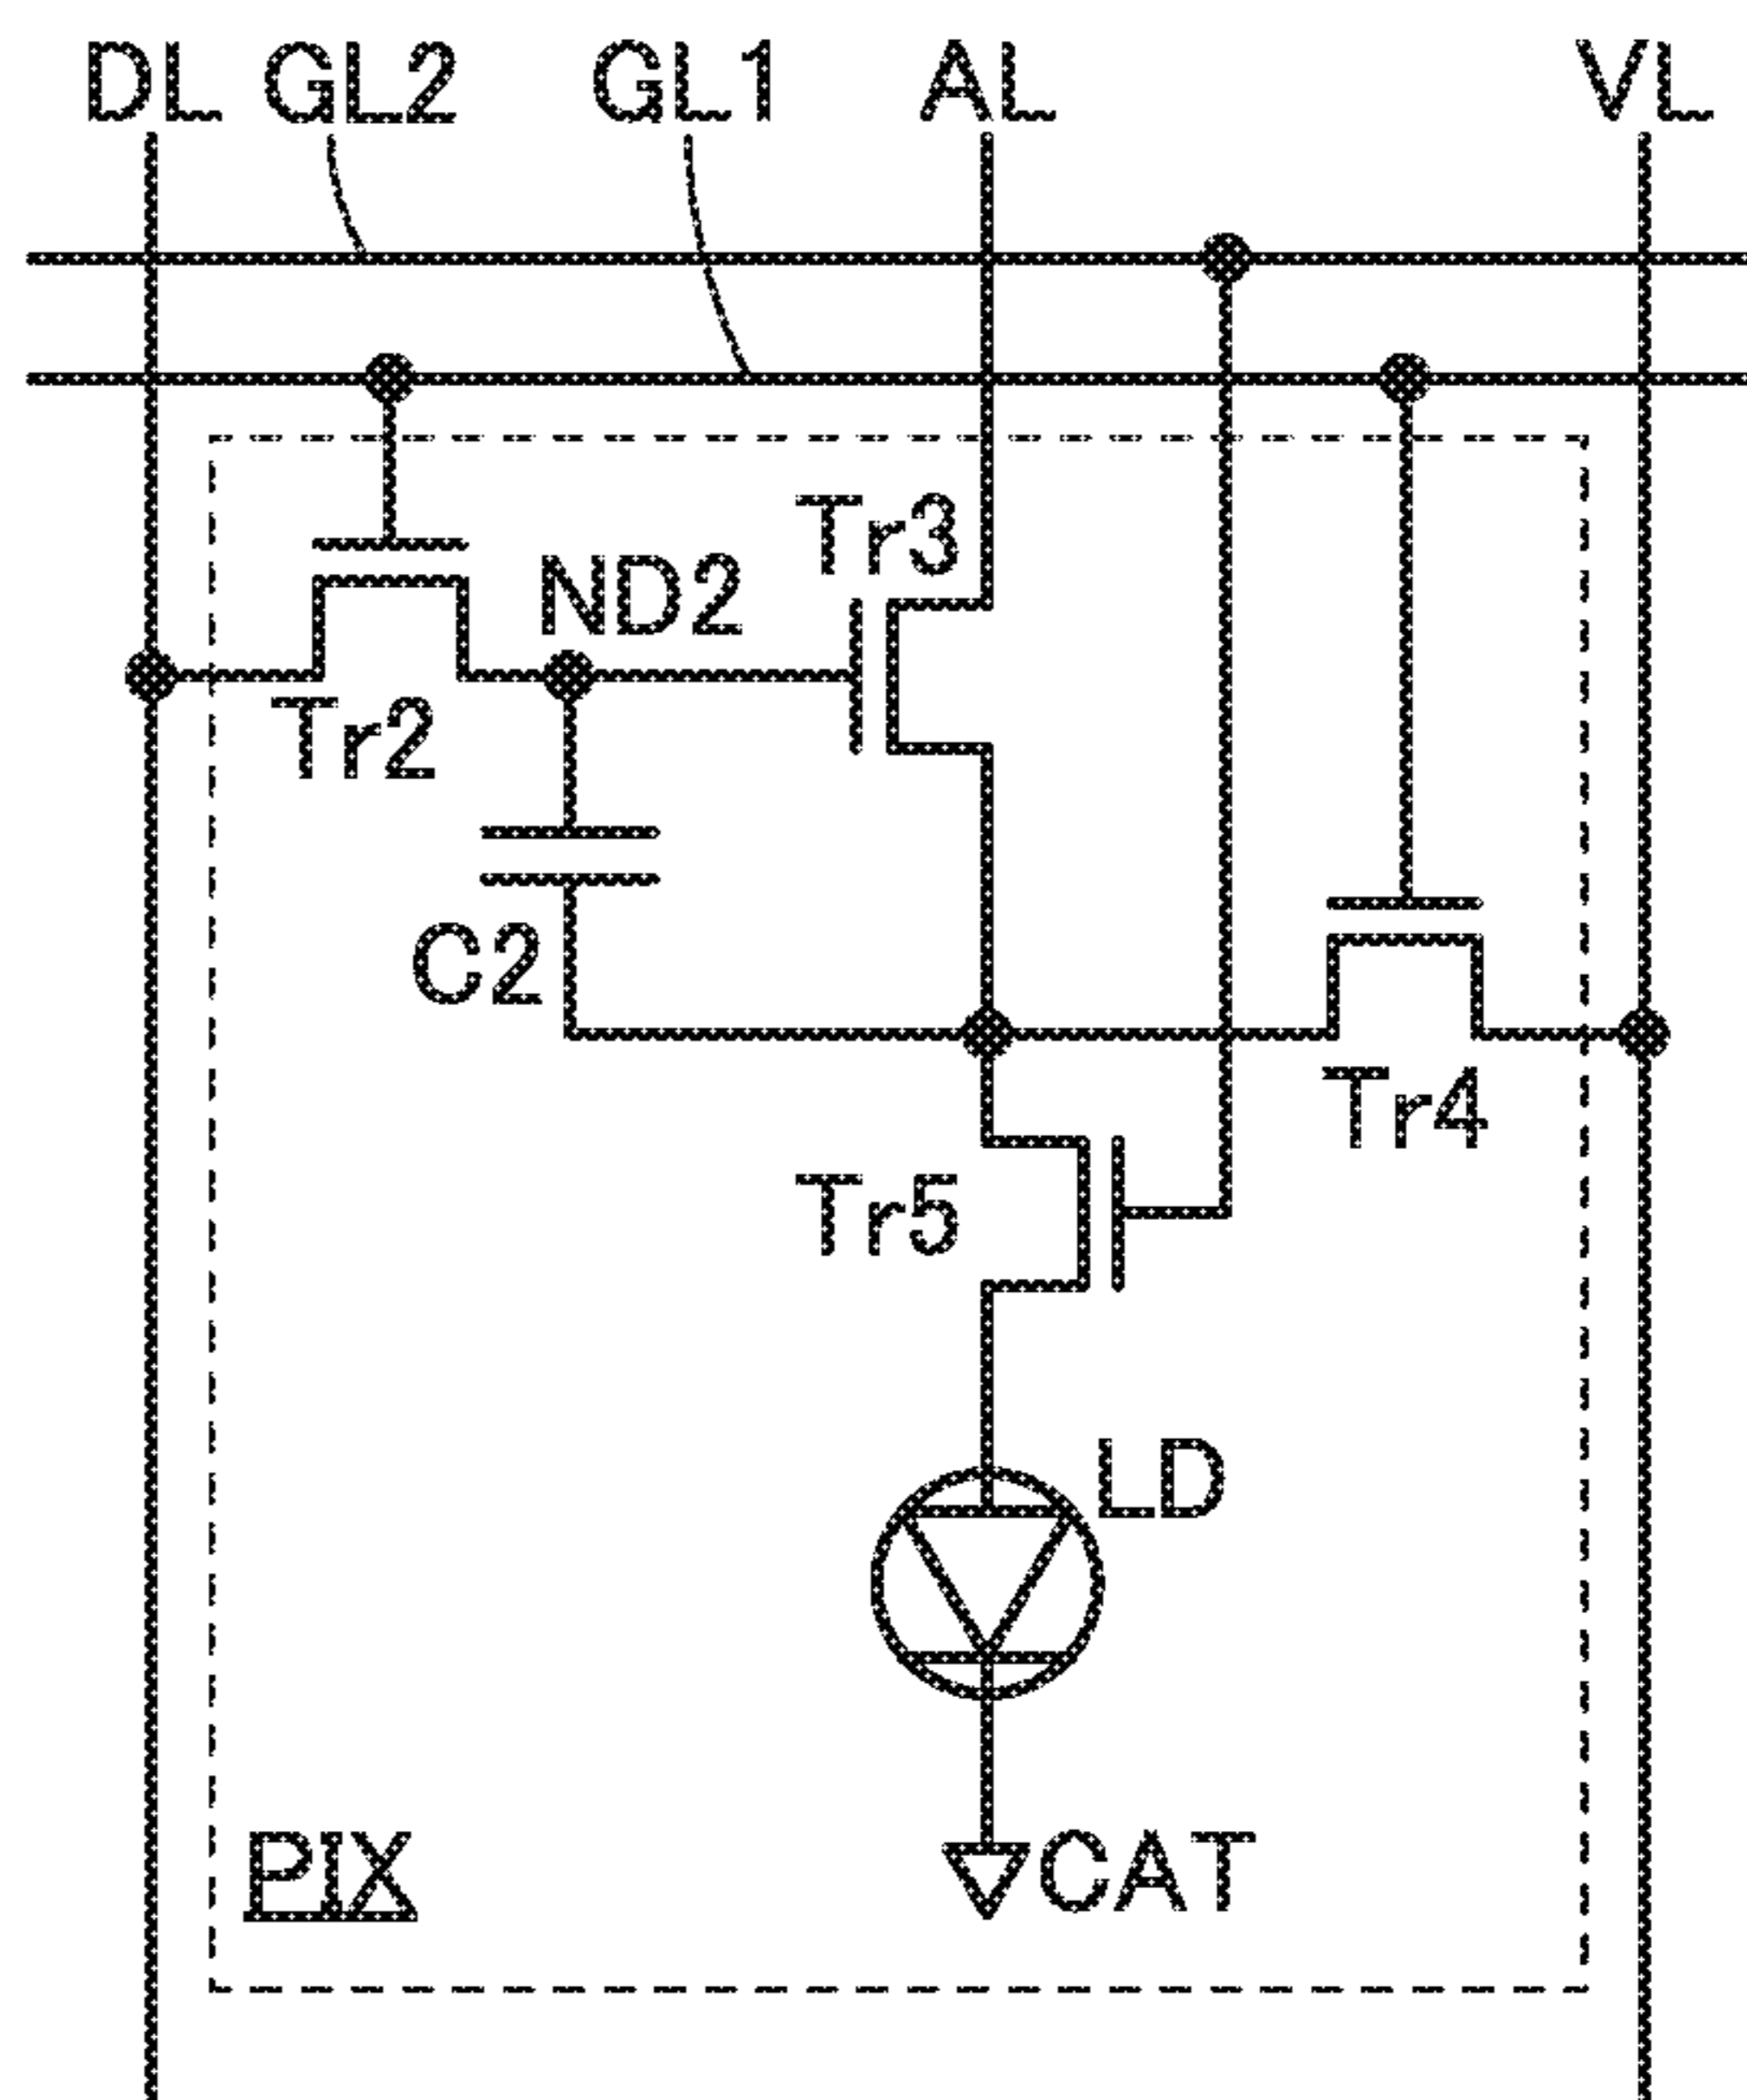 DL GL2 GL1 AL VL
Tr3
ND2
Tr2
C2
Tr4
Tr5
LD
PIX
CAT